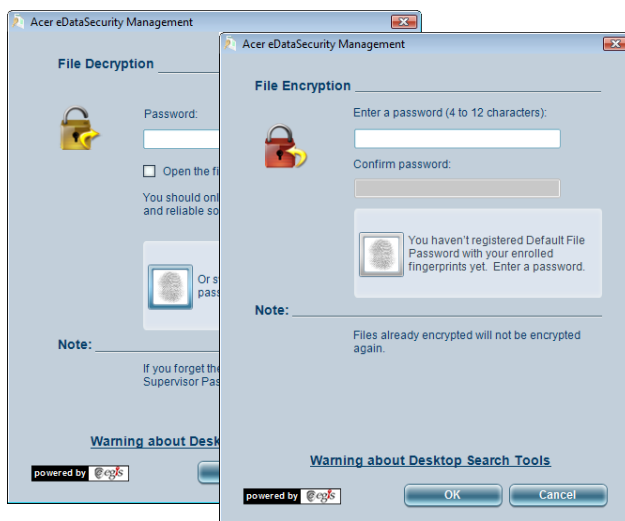 Acer eDataSecurity Management
File Decryption
Password:
Open the fi
You should onl
and reliable so
Or s
pass
Note:
If you forget the
Supervisor Pas
Warning about Desk
powered by egis
Acer eDataSecurity Management
File Encryption
Enter a password (4 to 12 characters):
Confirm password:
You haven't registered Default File
Password with your enrolled
fingerprints yet. Enter a password.
Note:
Files already encrypted will not be encrypted
again.
Warning about Desktop Search Tools
powered by egis
OK
Cancel